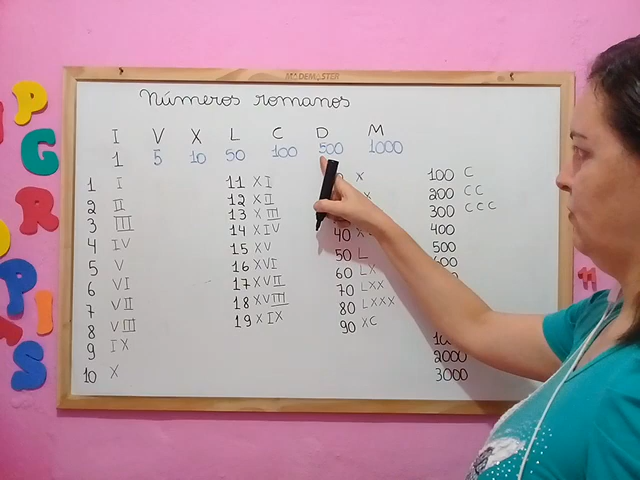 MADEMASTER
Números romanos
I V X L C D M
1 5 10 50 100 500 1000
1 I
2 II
3 III
4 IV
5 V
6 VI
7 VII
8 VIII
9 IX
10 X
11 XI
12 XII
13 XIII
14 XIV
15 XV
16 XVI
17 XVII
18 XVIII
19 XIX
X
40
50 L
60 LX
70 LXX
80 LXXX
90 XC
100 C
200 CC
300 CCC
400
500
600
2000
3000
P
G
R
P
I
S